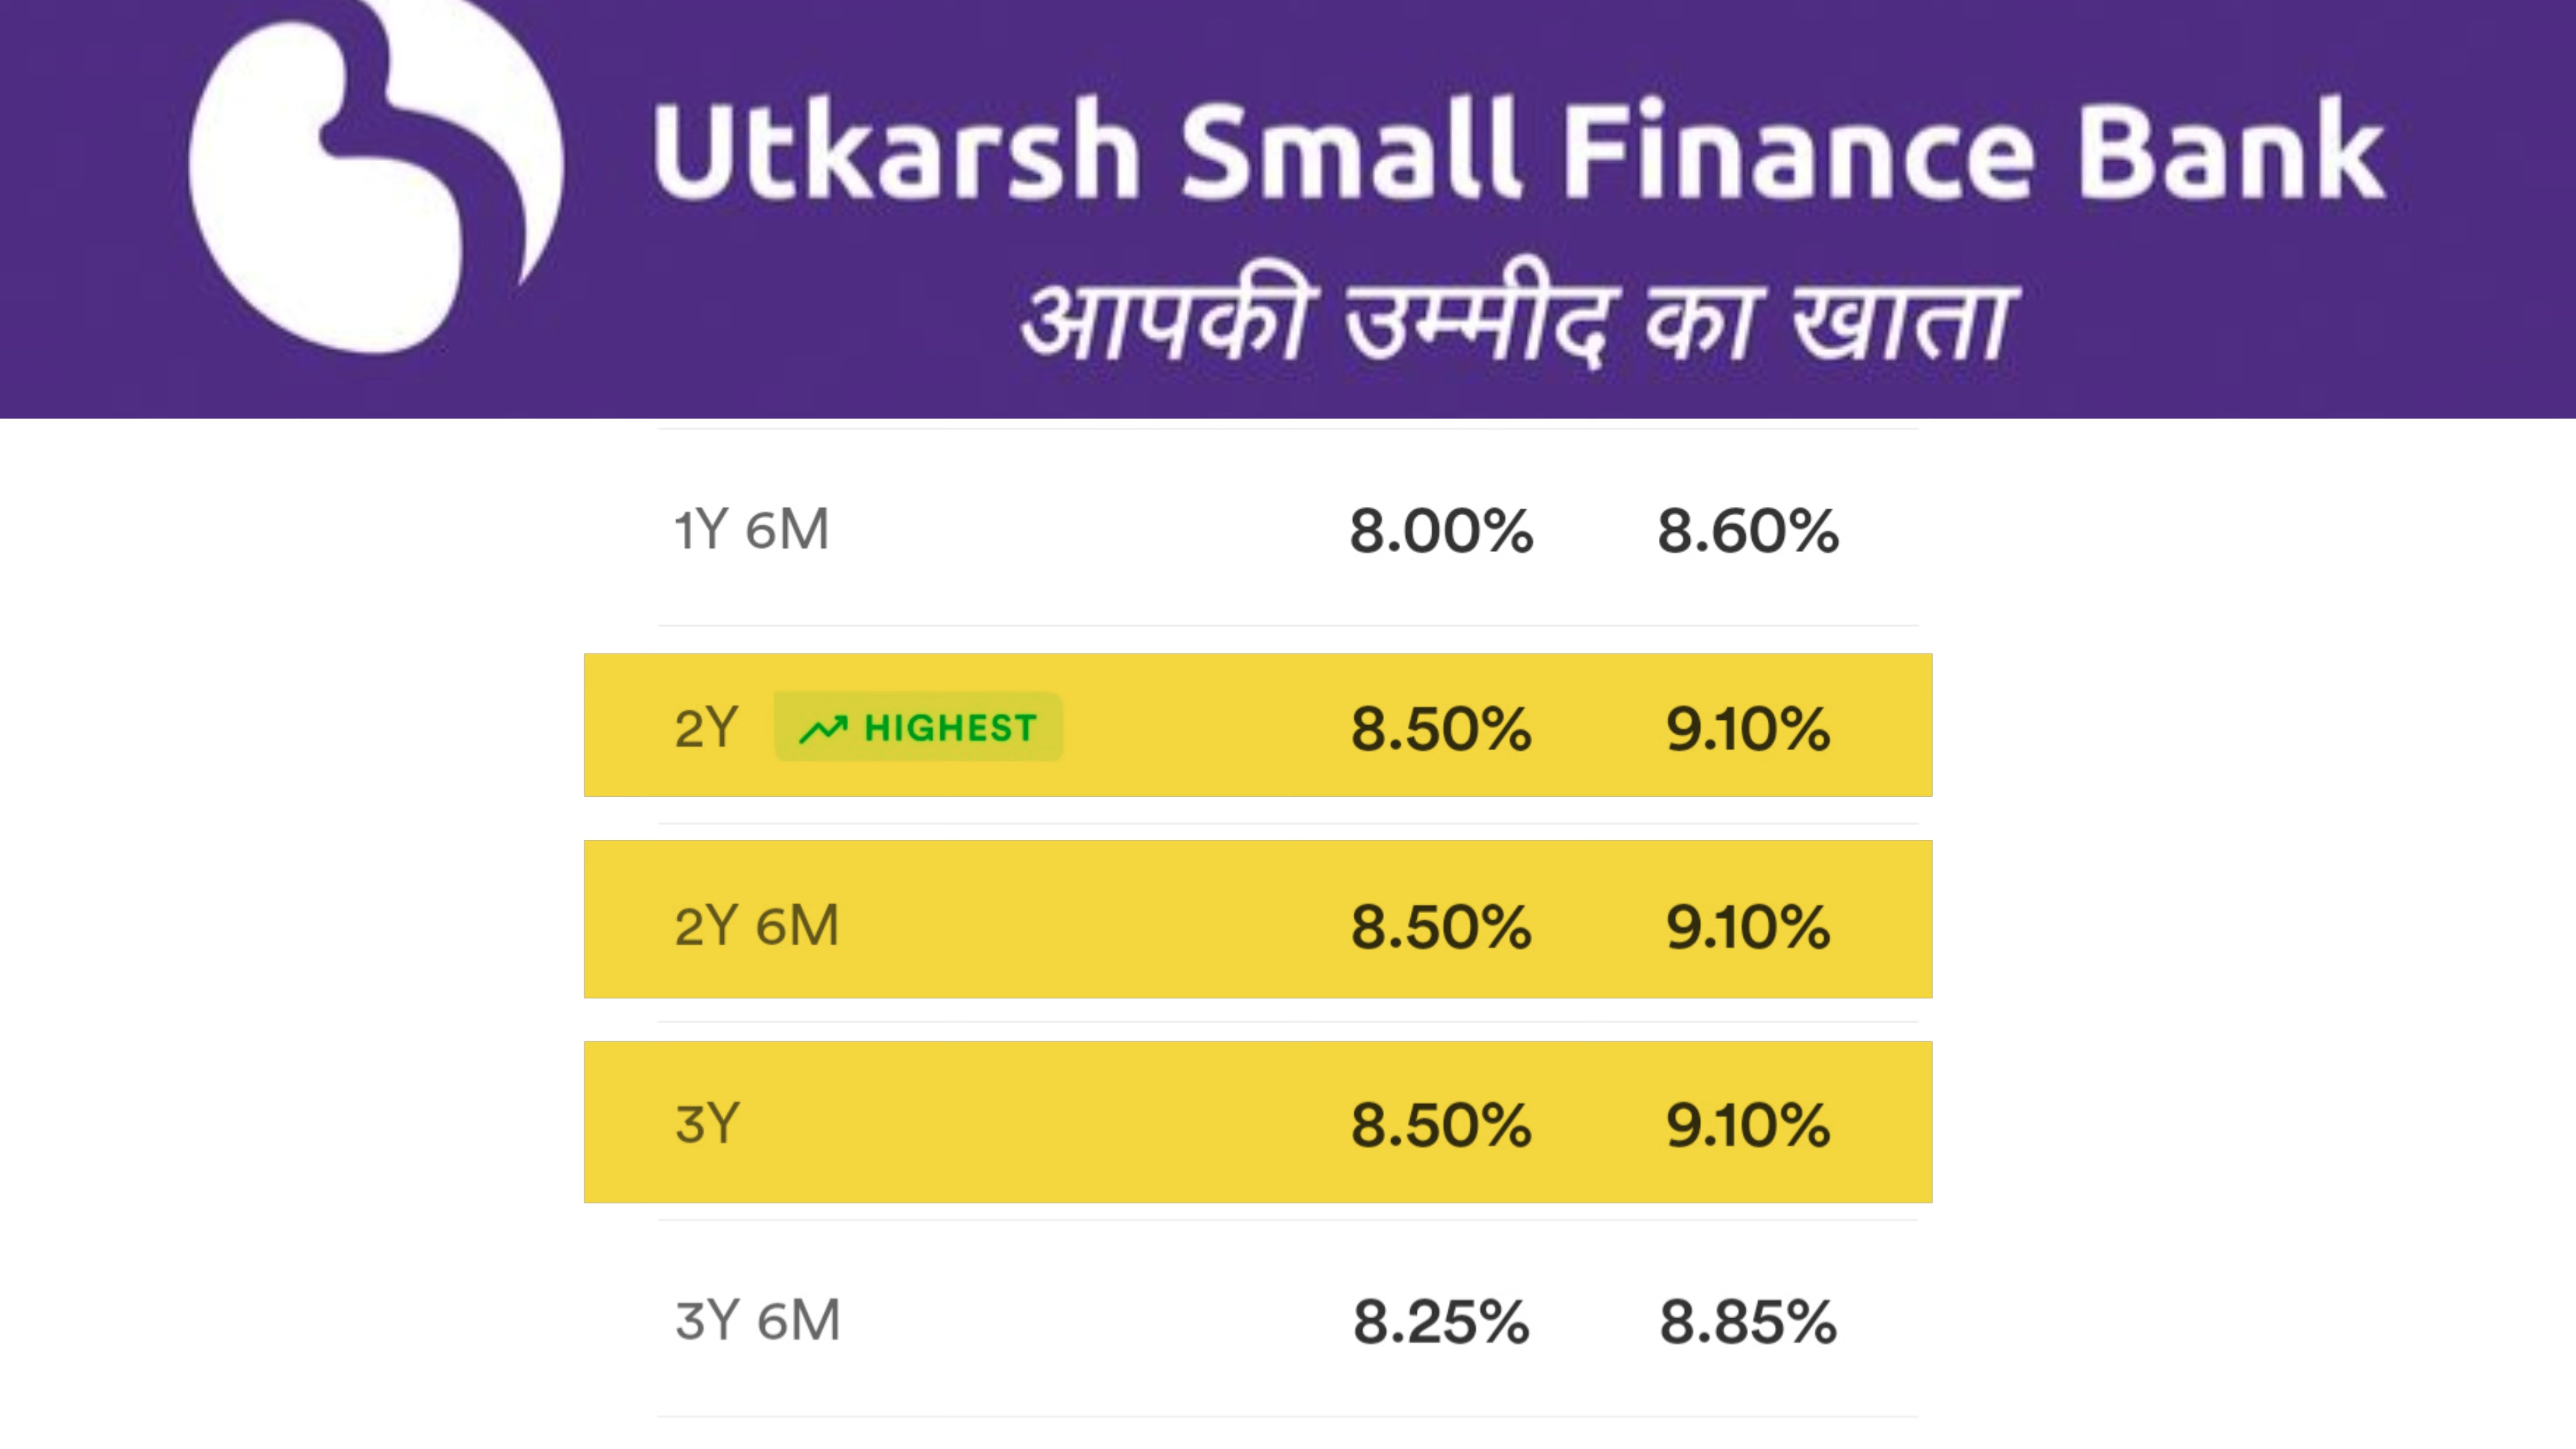 Utkarsh Small Finance Bank
आपकी उम्मीद का खाता
1Y 6M 8.00% 8.60%
2Y HIGHEST 8.50% 9.10%
2Y 6M 8.50% 9.10%
3Y 8.50% 9.10%
3Y 6M 8.25% 8.85%